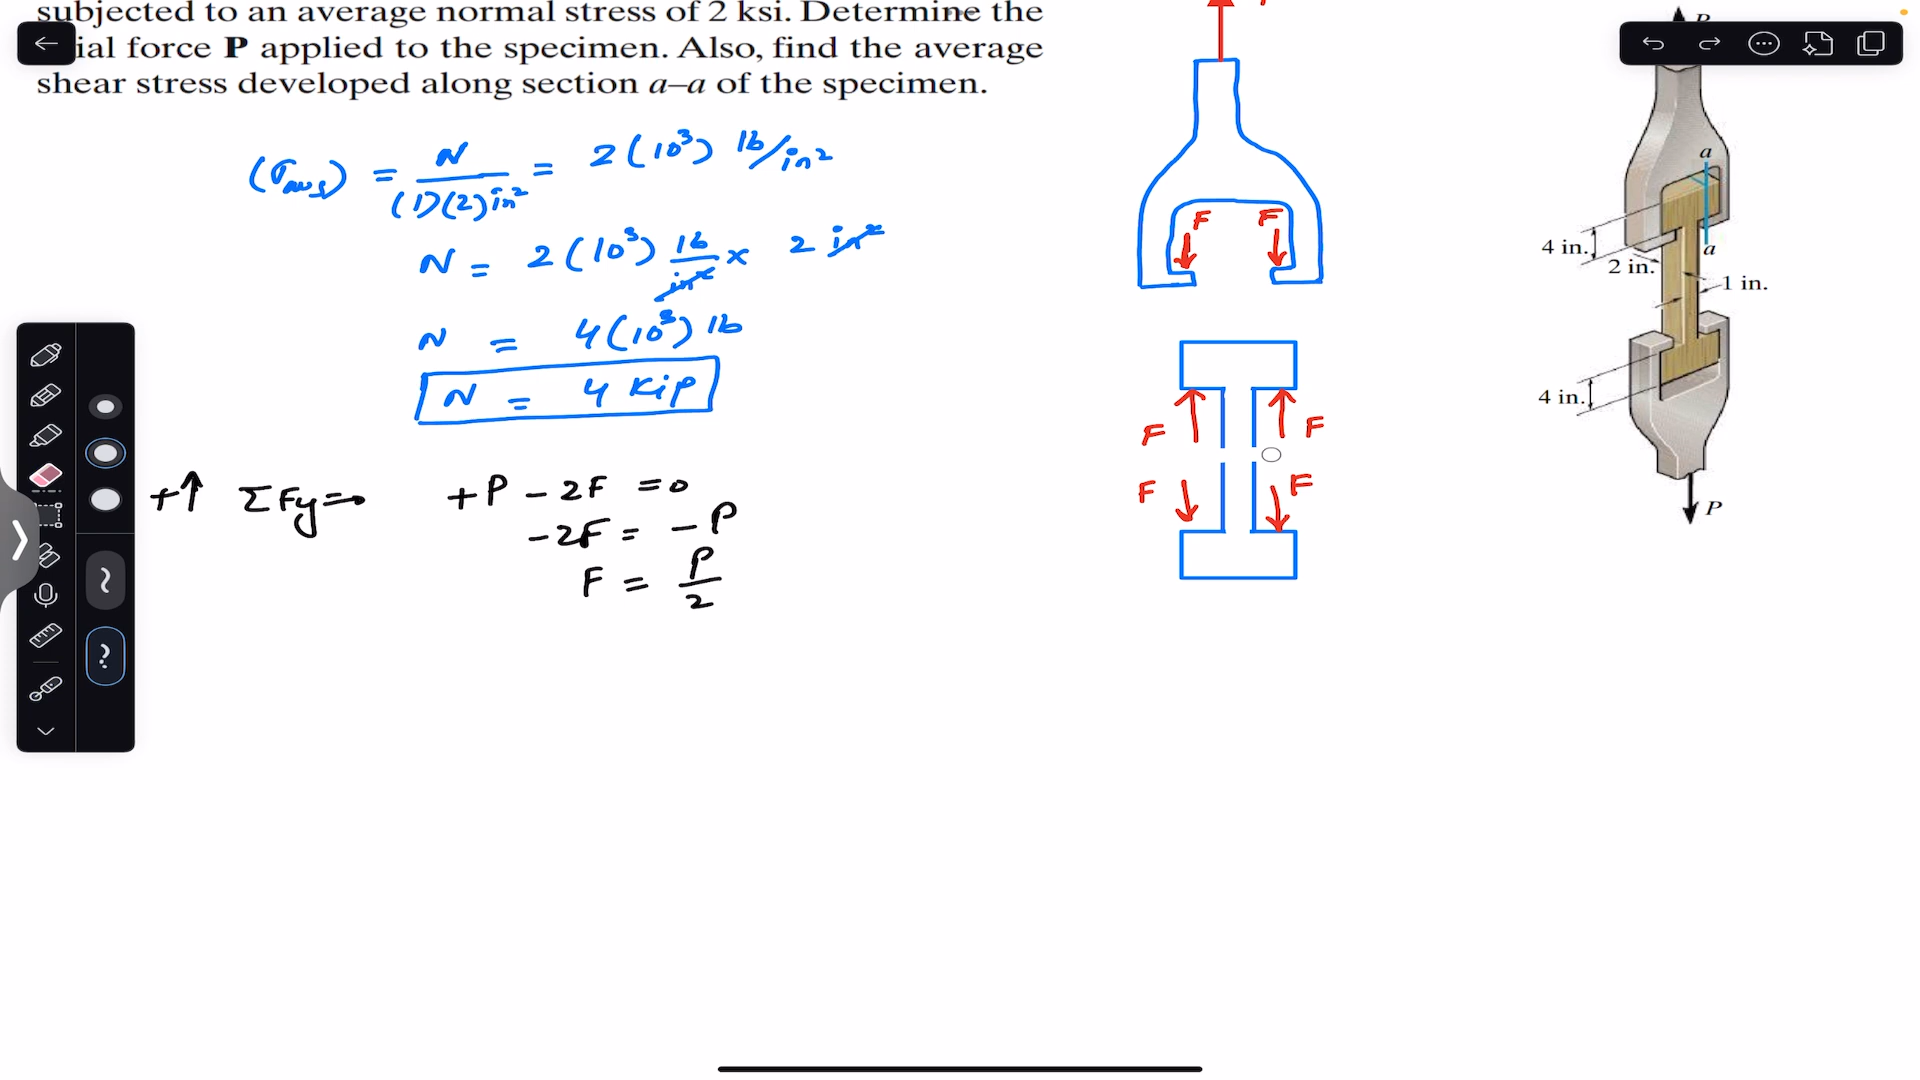 subjected to an average normal stress of 2 ksi. Determine the
ial force P applied to the specimen. Also, find the average
shear stress developed along section a–a of the specimen.
(σavg) = N / (1)(2) in² = 2(10³) lb/in²
N = 2(10³) lb/in² × 2 in²
N = 4(10³) lb
N = 4 Kip
+↑ ΣFy=0 +P - 2F = 0
-2F = -P
F = P/2
F F
F F
F F
P
a
4 in.
2 in.
a
1 in.
4 in.
P